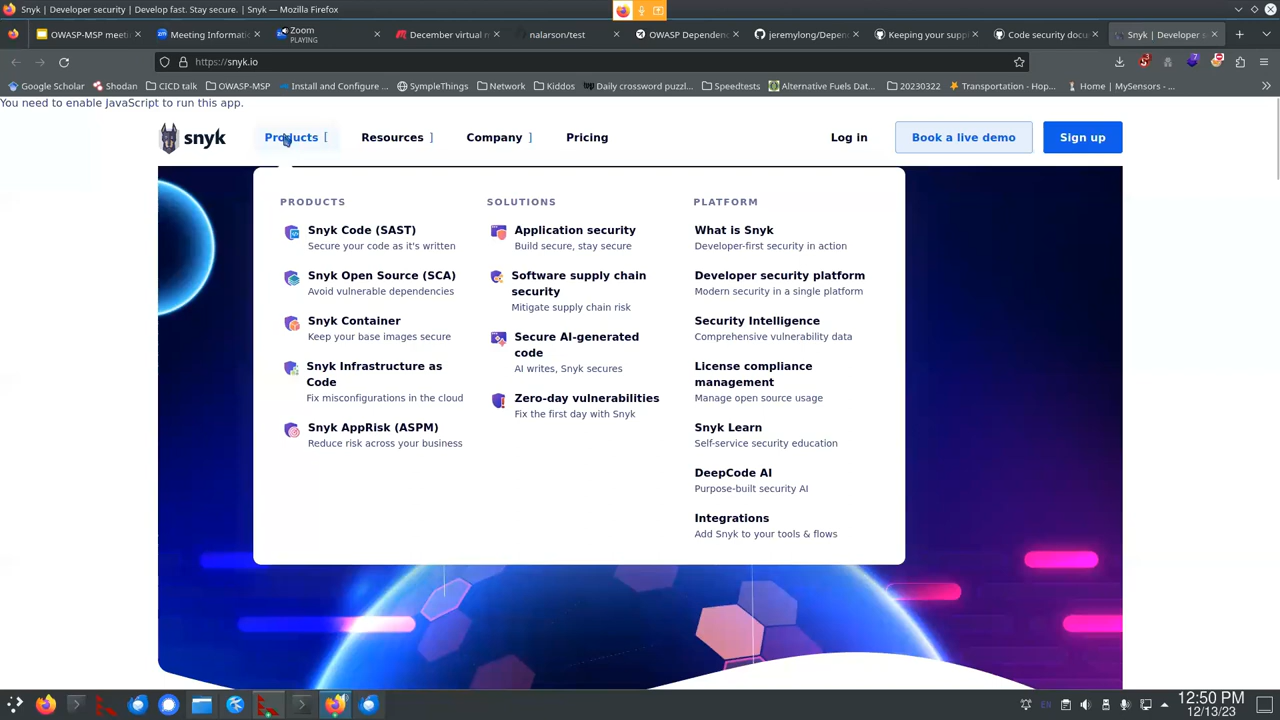 Snyk | Developer security | Develop fast. Stay secure. | Snyk — Mozilla Firefox
OWASP-MSP meeti
Meeting Informatic
Zoom
PLAYING
December virtual m
nalarson/test
OWASP Dependenc
jeremylong/Depend
Keeping your suppl
Code security docu
Snyk | Developer se
https://snyk.io
Google Scholar
Shodan
CICD talk
OWASP-MSP
Install and Configure ...
SympleThings
Network
Kiddos
Daily crossword puzzl...
Speedtests
Alternative Fuels Dat...
20230322
Transportation - Hop...
Home | MySensors - ...
You need to enable JavaScript to run this app.
snyk
Products [
Resources ]
Company ]
Pricing
Log in
Book a live demo
Sign up
PRODUCTS
Snyk Code (SAST)
Secure your code as it's written
Snyk Open Source (SCA)
Avoid vulnerable dependencies
Snyk Container
Keep your base images secure
Snyk Infrastructure as
Code
Fix misconfigurations in the cloud
Snyk AppRisk (ASPM)
Reduce risk across your business
SOLUTIONS
Application security
Build secure, stay secure
Software supply chain
security
Mitigate supply chain risk
Secure AI-generated
code
AI writes, Snyk secures
Zero-day vulnerabilities
Fix the first day with Snyk
PLATFORM
What is Snyk
Developer-first security in action
Developer security platform
Modern security in a single platform
Security Intelligence
Comprehensive vulnerability data
License compliance
management
Manage open source usage
Snyk Learn
Self-service security education
DeepCode AI
Purpose-built security AI
Integrations
Add Snyk to your tools & flows
12:50 PM
12/13/23